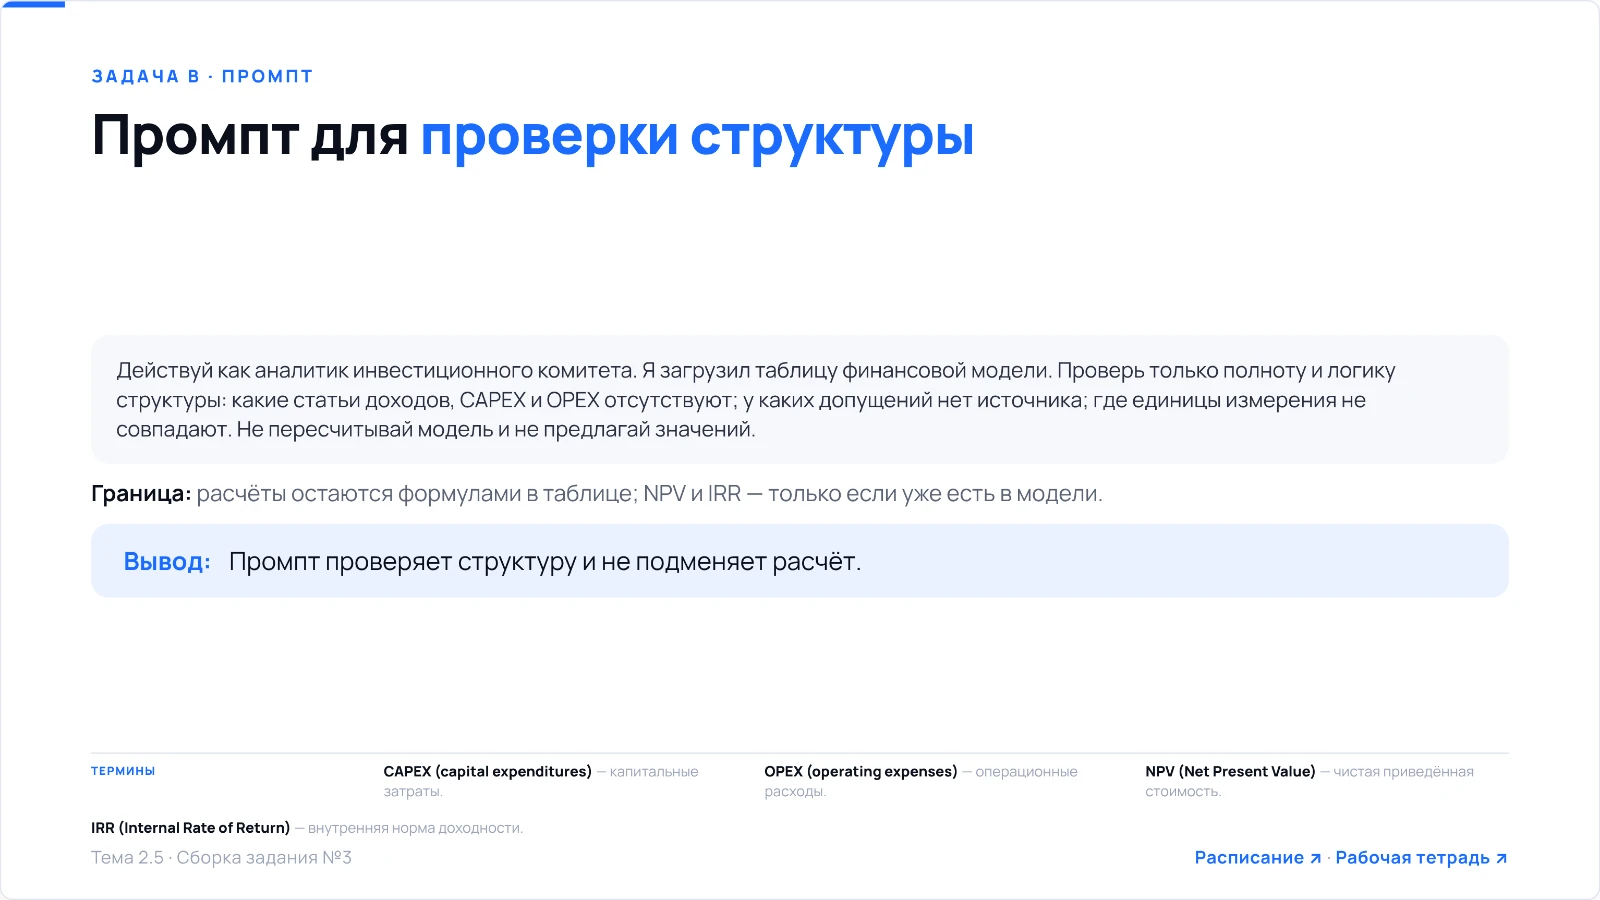 ЗАДАЧА B · ПРОМПТ
Промпт для проверки структуры
Действуй как аналитик инвестиционного комитета. Я загрузил таблицу финансовой модели. Проверь только полноту и логику
структуры: какие статьи доходов, CAPEX и OPEX отсутствуют; у каких допущений нет источника; где единицы измерения не
совпадают. Не пересчитывай модель и не предлагай значений.
Граница: расчёты остаются формулами в таблице; NPV и IRR — только если уже есть в модели.
Вывод: Промпт проверяет структуру и не подменяет расчёт.
ТЕРМИНЫ
CAPEX (capital expenditures) — капитальные
затраты.
OPEX (operating expenses) — операционные
расходы.
NPV (Net Present Value) — чистая приведённая
стоимость.
IRR (Internal Rate of Return) — внутренняя норма доходности.
Тема 2.5 · Сборка задания №3
Расписание ↗ · Рабочая тетрадь ↗